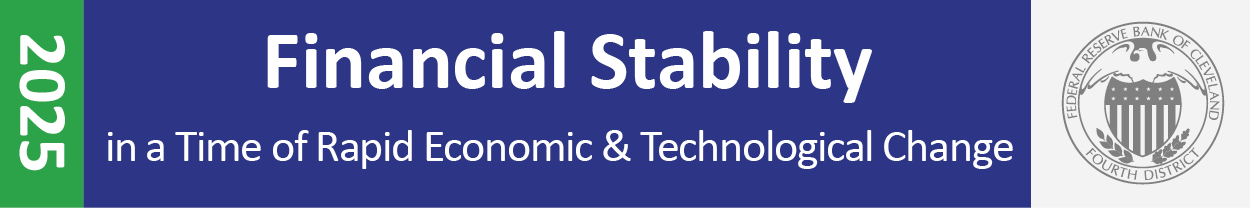 2025
Financial Stability
in a Time of Rapid Economic & Technological Change
FEDERAL RESERVE BANK OF CLEVELAND
FOURTH DISTRICT